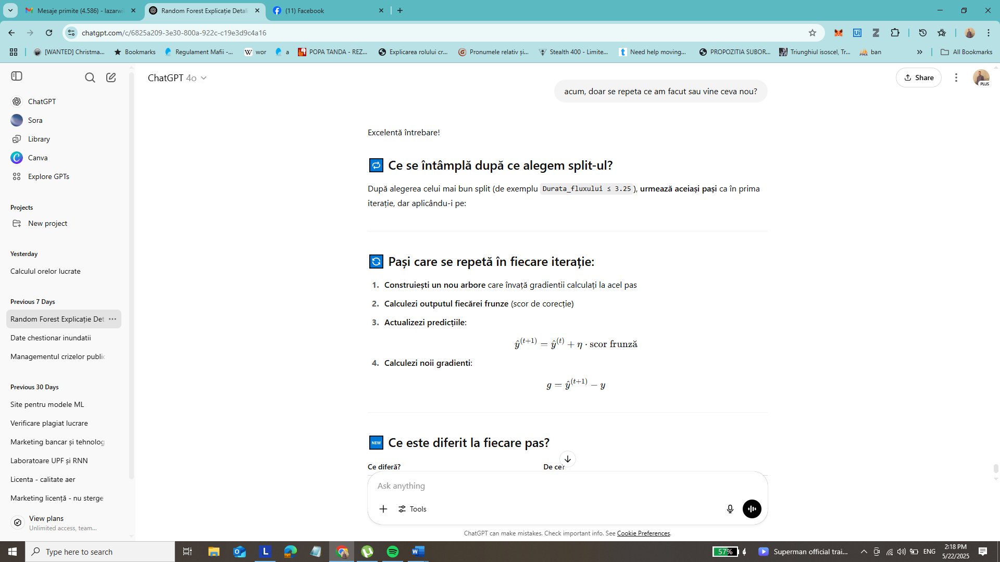 Mesaje primite (4.586) - lazarwi
Random Forest Explicație Detali
(11) Facebook
chatgpt.com/c/6825a209-3e30-800a-922c-c19e3d9c4a16
[WANTED] Christma...
Bookmarks
Regulament Mafii -...
wor
a
POPA TANDA - REZ...
Explicarea rolului cr...
Pronumele relativ și...
Stealth 400 - Limite...
Need help moving...
PROPOZITIA SUBOR...
Triunghiul isoscel, Tr...
ban
All Bookmarks
ChatGPT
Sora
Library
Canva
Explore GPTs
Projects
New project
Yesterday
Calculul orelor lucrate
Previous 7 Days
Random Forest Explicație Det
Date chestionar inundatii
Managementul crizelor public
Previous 30 Days
Site pentru modele ML
Verificare plagiat lucrare
Marketing bancar și tehnolog
Laboratoare UPF și RNN
Licenta - calitate aer
Marketing licență - nu sterge
View plans
Unlimited access, team...
ChatGPT 4o
Share
PLUS
acum, doar se repeta ce am facut sau vine ceva nou?
Excelentă întrebare!
Ce se întâmplă după ce alegem split-ul?
După alegerea celui mai bun split (de exemplu Durata_fluxului ≤ 3.25), urmează aceiași pași ca în prima
iterație, dar aplicându-i pe:
Pași care se repetă în fiecare iterație:
1. Construiești un nou arbore care învață gradientii calculați la acel pas
2. Calculezi outputul fiecărei frunze (scor de corecție)
3. Actualizezi predicțiile:
ŷ^(t+1) = ŷ^(t) + η · scor frunză
4. Calculezi noii gradienti:
g = ŷ^(t+1) − y
NEW Ce este diferit la fiecare pas?
Ce diferă? De ce?
Ask anything
Tools
ChatGPT can make mistakes. Check important info. See Cookie Preferences.
Type here to search
57%
Superman official trai...
ENG
2:18 PM
5/22/2025